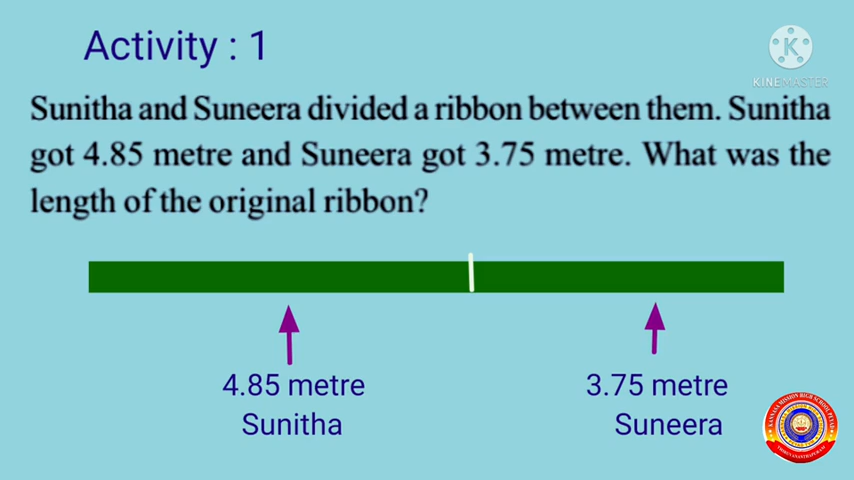 Activity : 1
K
KINEMASTER
Sunitha and Suneera divided a ribbon between them. Sunitha
got 4.85 metre and Suneera got 3.75 metre. What was the
length of the original ribbon?
4.85 metre
Sunitha
3.75 metre
Suneera